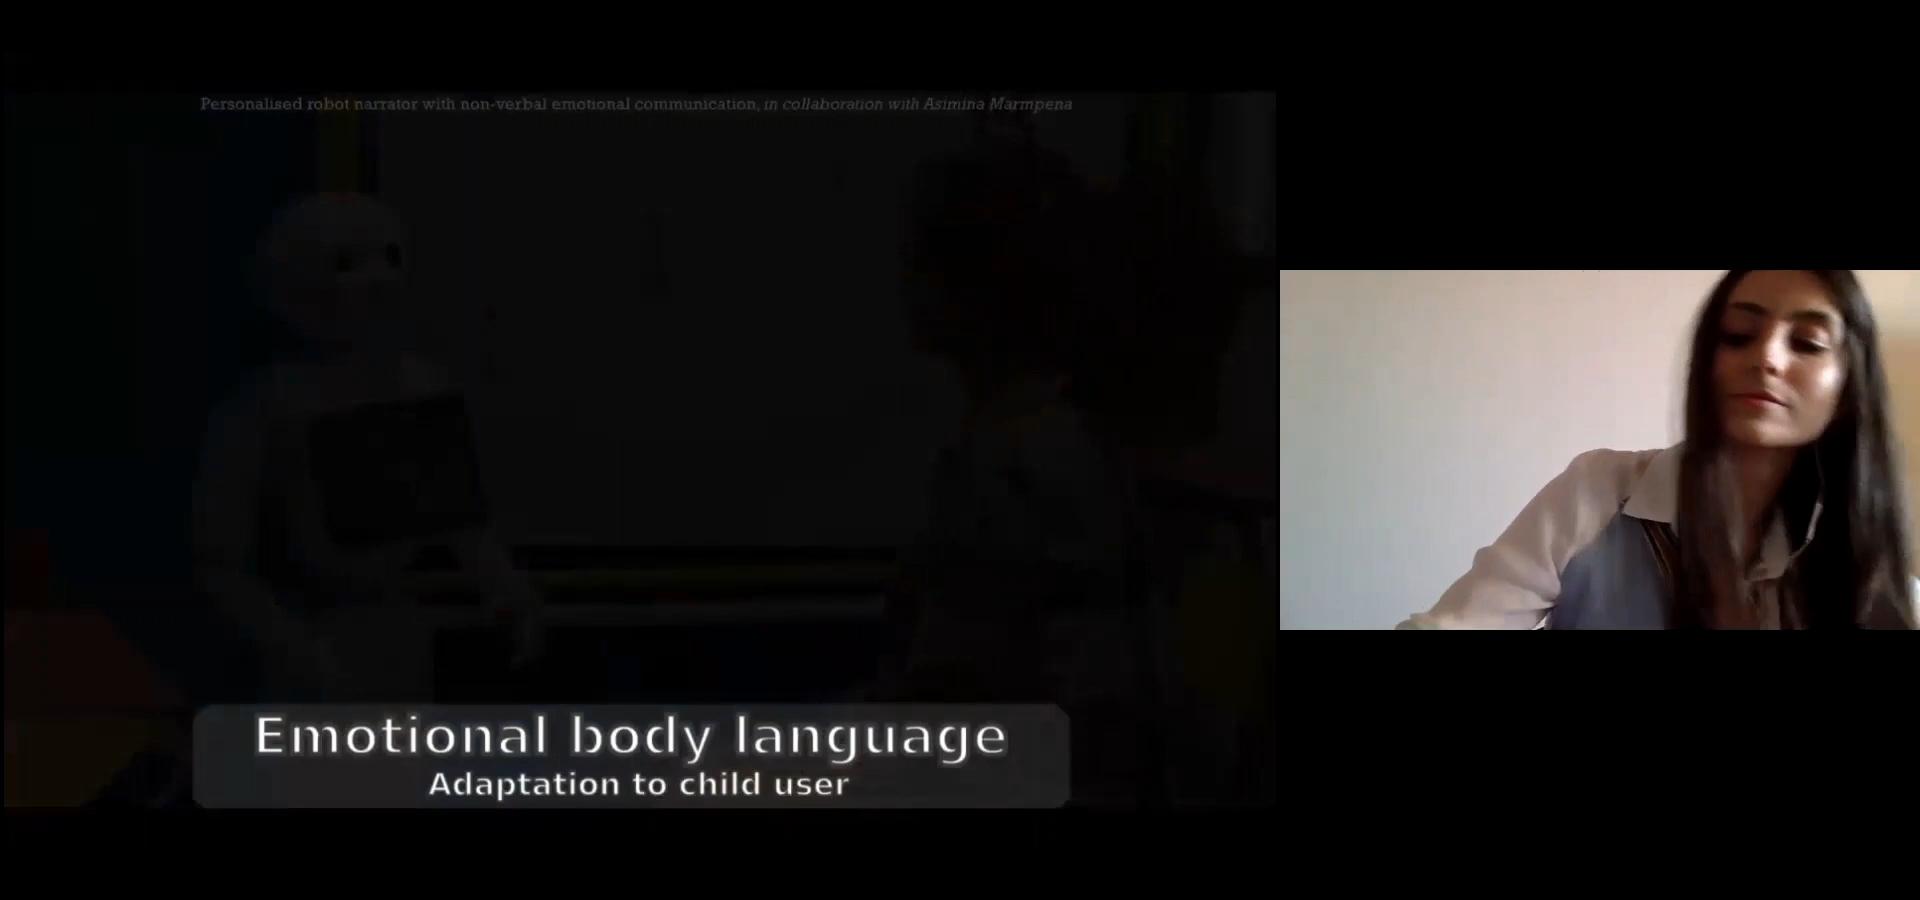 Personalised robot narrator with non-verbal emotional communication, in collaboration with Asimina Marmpena
Emotional body language
Adaptation to child user